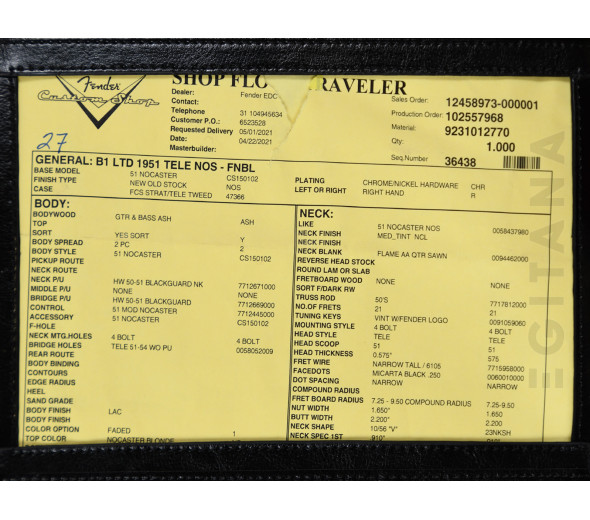 Fender
Custom Shop
SHOP FLO TRAVELER
Dealer: Fender EDC
Contact:
Telephone 31 104945634
Customer P.O.: 6523528
Requested Delivery 05/01/2021
Date: 04/22/2021
Masterbuilder:
Sales Order: 12458973-000001
Production Order: 102557968
Material: 9231012770
Qty: 1.000
Seq.Number 36438
27
GENERAL: B1 LTD 1951 TELE NOS - FNBL
BASE MODEL 51 NOCASTER CS150102
FINISH TYPE NEW OLD STOCK NOS
CASE FCS STRAT/TELE TWEED 47366
PLATING CHROME/NICKEL HARDWARE CHR
LEFT OR RIGHT RIGHT HAND R
BODY:
BODYWOOD GTR & BASS ASH ASH
TOP
SORT YES SORT Y
BODY SPREAD 2 PC 2
BODY STYLE 51 NOCASTER CS150102
PICKUP ROUTE
NECK ROUTE
NECK P/U HW 50-51 BLACKGUARD NK 7712671000
MIDDLE P/U NONE NONE
BRIDGE P/U HW 50-51 BLACKGUARD 7712669000
CONTROL 51 MOD NOCASTER 7712445000
ACCESSORY 51 NOCASTER CS150102
F-HOLE
NECK MTG.HOLES 4 BOLT 4 BOLT
BRIDGE HOLES TELE 51-54 WO PU 0058052009
REAR ROUTE
BODY BINDING
CONTOURS
EDGE RADIUS
HEEL
SAND GRADE
BODY FINISH LAC
BODY FINISH
COLOR OPTION FADED 1
TOP COLOR NOCASTER BLONDE
NECK:
LIKE 51 NOCASTER NOS 0058437980
NECK FINISH MED_TINT NCL
NECK FINISH
NECK BLANK FLAME AA QTR SAWN 0094462000
REVERSE HEAD STOCK
ROUND LAM OR SLAB
FRETBOARD WOOD NONE NONE
SORT F/DARK RW
TRUSS ROD 50'S 7717812000
NO.OF FRETS 21 21
TUNING KEYS VINT W/FENDER LOGO 0091059060
MOUNTING STYLE 4 BOLT 4 BOLT
HEAD STYLE TELE TELE
HEAD SCOOP 51 51
HEAD THICKNESS 0.575" 575
FRET WIRE NARROW TALL / 6105 7715958000
FACEDOTS MICARTA BLACK .250 0060010000
DOT SPACING NARROW NARROW
COMPOUND RADIUS
FRET BOARD RADIUS 7.25 - 9.50 COMPOUND RADIUS 7.25-9.50
NUT WIDTH 1.650" 1.650
BUTT WIDTH 2.200" 2.200
NECK SHAPE 10/56 "V" 23NKSH
NECK SPEC 1ST .910"
EGITANA